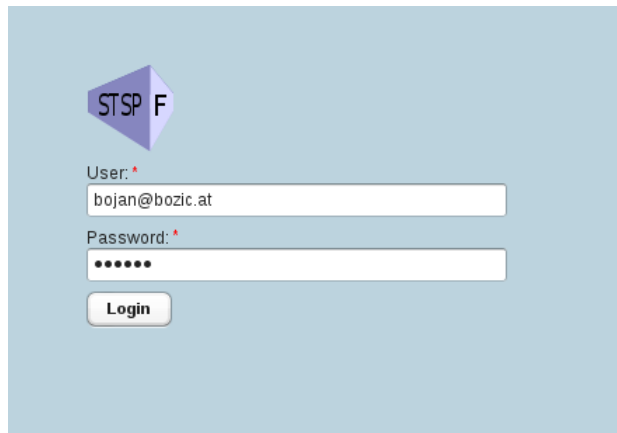 STSP F
User: *
bojan@bozic.at
Password: *
••••••
Login